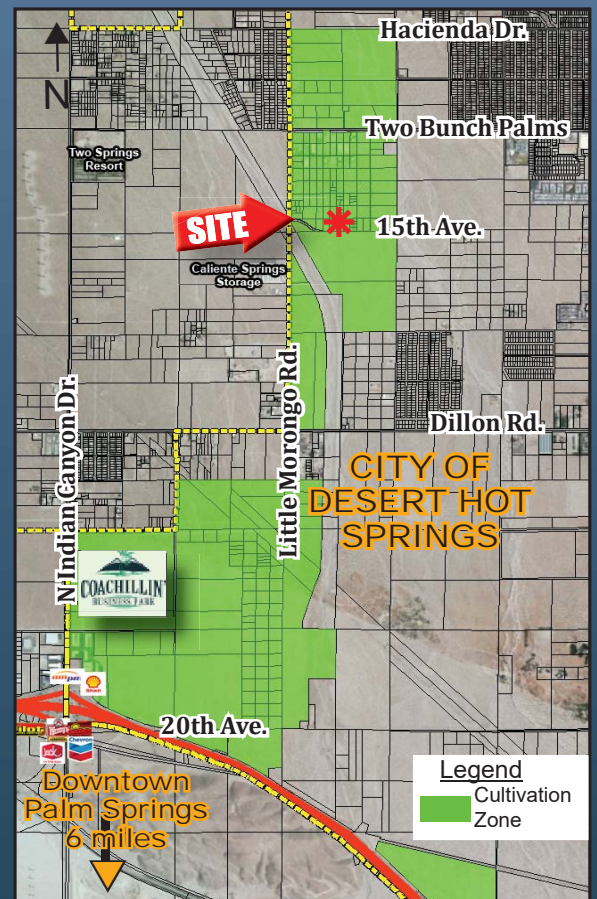 Hacienda Dr.
N
Two Bunch Palms
Two Springs
Resort
SITE
15th Ave.
Caliente Springs
Storage
Little Morongo Rd.
N Indian Canyon Dr.
Dillon Rd.
CITY OF
DESERT HOT
SPRINGS
COACHILLIN'
BUSINESS PARK
Shell
20th Ave.
Chevron
Jack
Downtown
Palm Springs
6 miles
Legend
Cultivation
Zone